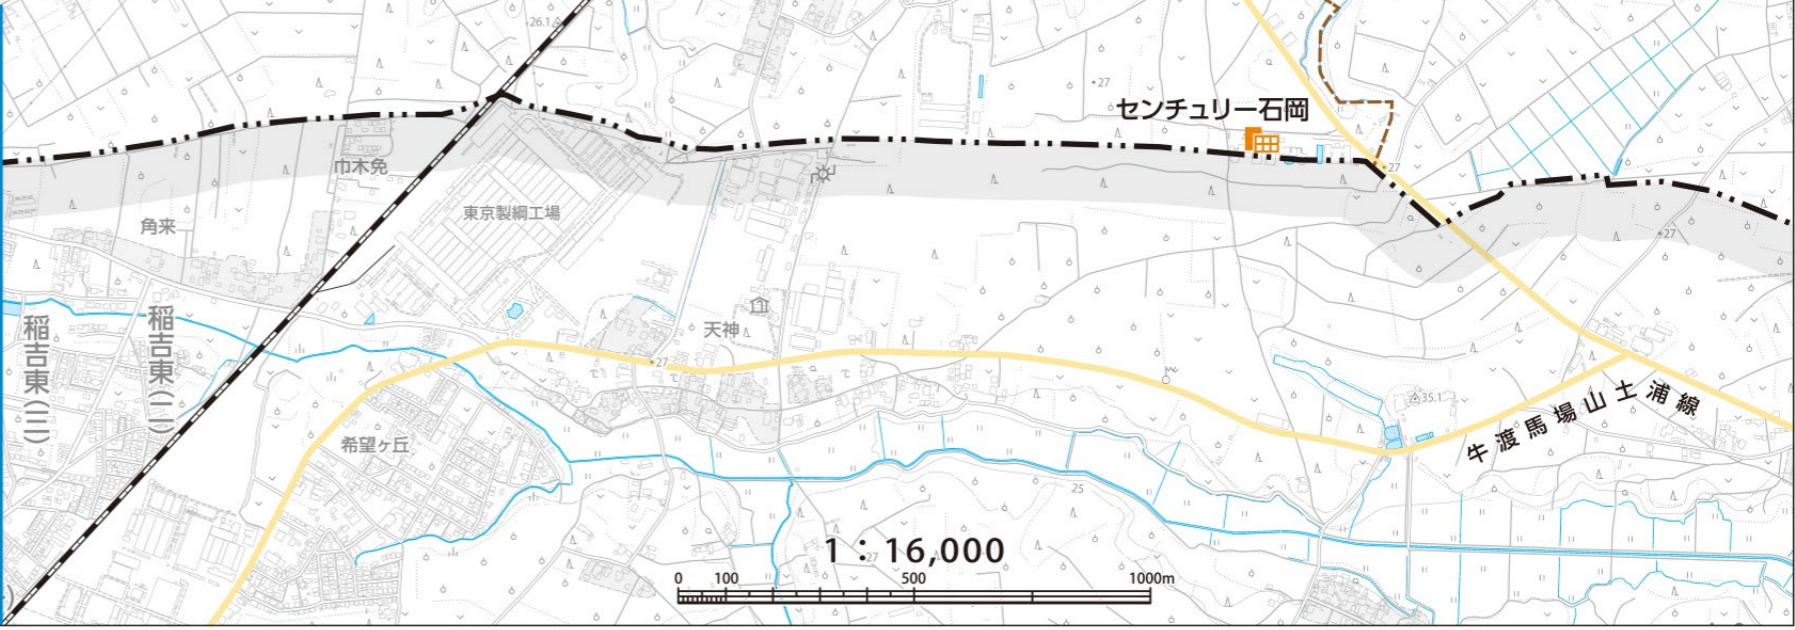 26.1
27
センチュリー石岡
27
巾木免
東京製綱工場
角来
27
稲吉東(三)
稲吉東(二)
天神
27
35.1
牛渡馬場山土浦線
希望ヶ丘
25
1：16,000
27
0 100 500 1000m